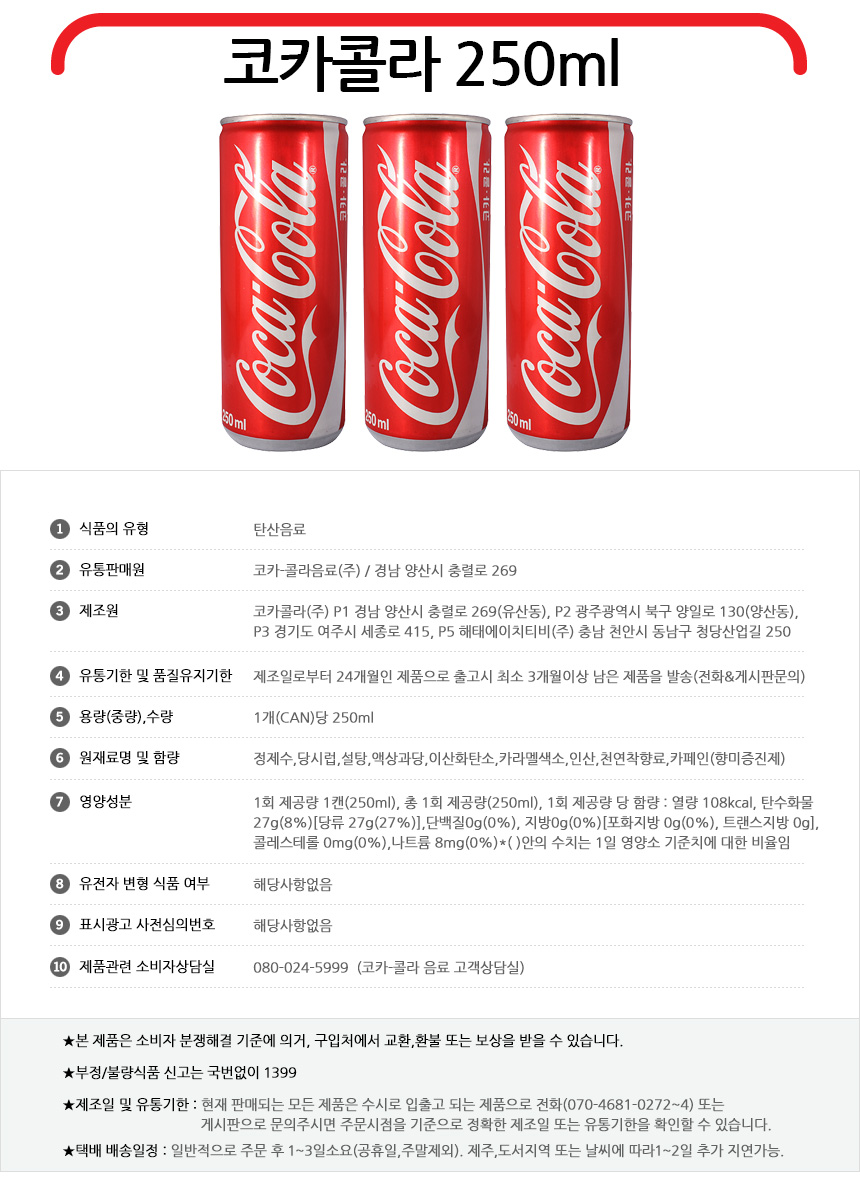 코카콜라 250ml
Coca-Cola
250 ml
Coca-Cola
250 ml
Coca-Cola
250 ml
1 식품의 유형 탄산음료
2 유통판매원 코카-콜라음료(주) / 경남 양산시 충렬로 269
3 제조원 코카콜라(주) P1 경남 양산시 충렬로 269(유산동), P2 광주광역시 북구 양일로 130(양산동),
P3 경기도 여주시 세종로 415, P5 해태에이치티비(주) 충남 천안시 동남구 청당산업길 250
4 유통기한 및 품질유지기한 제조일로부터 24개월인 제품으로 출고시 최소 3개월이상 남은 제품을 발송(전화&게시판문의)
5 용량(중량),수량 1개(CAN)당 250ml
6 원재료명 및 함량 정제수,당시럽,설탕,액상과당,이산화탄소,카라멜색소,인산,천연착향료,카페인(향미증진제)
7 영양성분 1회 제공량 1캔(250ml), 총 1회 제공량(250ml), 1회 제공량 당 함량 : 열량 108kcal, 탄수화물
27g(8%)[당류 27g(27%)],단백질0g(0%), 지방0g(0%)[포화지방 0g(0%), 트랜스지방 0g],
콜레스테롤 0mg(0%),나트륨 8mg(0%)*( )안의 수치는 1일 영양소 기준치에 대한 비율임
8 유전자 변형 식품 여부 해당사항없음
9 표시광고 사전심의번호 해당사항없음
10 제품관련 소비자상담실 080-024-5999 (코카-콜라 음료 고객상담실)
★본 제품은 소비자 분쟁해결 기준에 의거, 구입처에서 교환,환불 또는 보상을 받을 수 있습니다.
★부정/불량식품 신고는 국번없이 1399
★제조일 및 유통기한 : 현재 판매되는 모든 제품은 수시로 입출고 되는 제품으로 전화(070-4681-0272~4) 또는
게시판으로 문의주시면 주문시점을 기준으로 정확한 제조일 또는 유통기한을 확인할 수 있습니다.
★택배 배송일정 : 일반적으로 주문 후 1~3일소요(공휴일,주말제외). 제주,도서지역 또는 날씨에 따라1~2일 추가 지연가능.